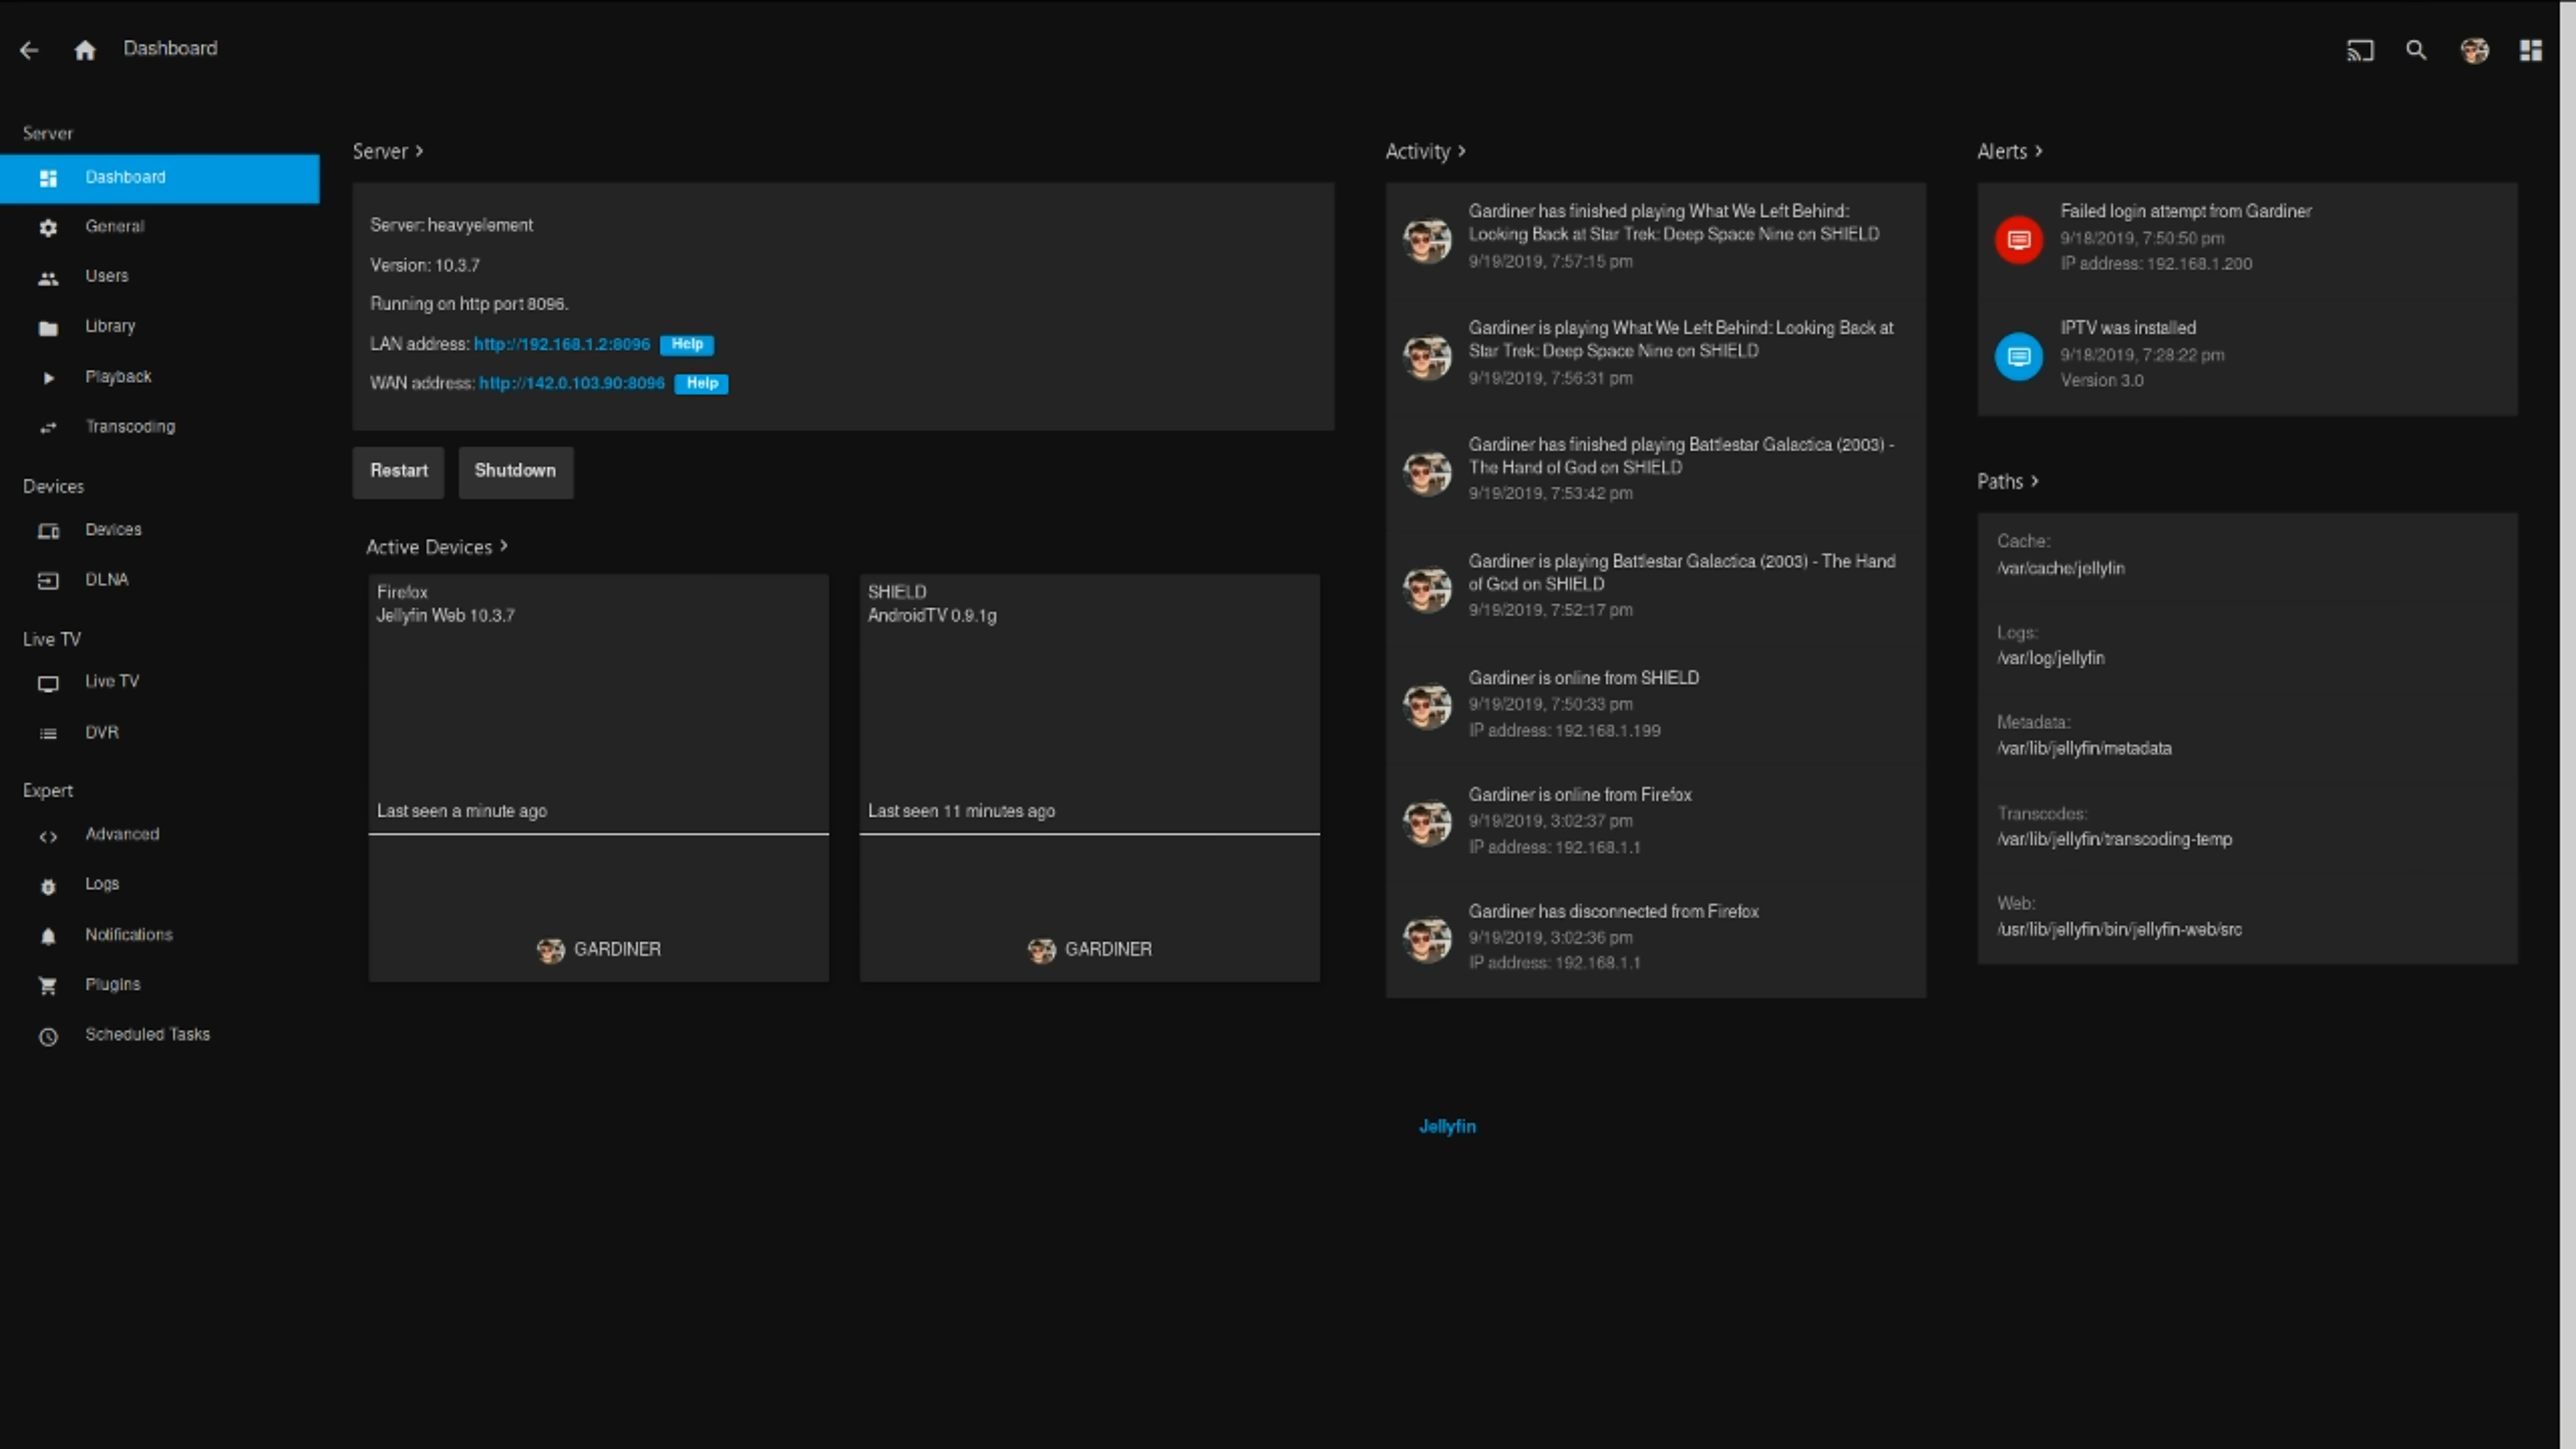 Dashboard
Server
Dashboard
General
Users
Library
Playback
Transcoding
Devices
Devices
DLNA
Live TV
Live TV
DVR
Expert
Advanced
Logs
Notifications
Plugins
Scheduled Tasks
Server
Server: heavyelement
Version: 10.3.7
Running on http port 8096.
LAN address: http://192.168.1.2:8096 Help
WAN address: http://142.0.103.90:8096 Help
Restart Shutdown
Active Devices
Firefox
Jellyfin Web 10.3.7
Last seen a minute ago
GARDINER
SHIELD
AndroidTV 0.9.1g
Last seen 11 minutes ago
GARDINER
Activity
Gardiner has finished playing What We Left Behind:
Looking Back at Star Trek: Deep Space Nine on SHIELD
9/19/2019, 7:57:15 pm
Gardiner is playing What We Left Behind: Looking Back at
Star Trek: Deep Space Nine on SHIELD
9/19/2019, 7:56:31 pm
Gardiner has finished playing Battlestar Galactica (2003) -
The Hand of God on SHIELD
9/19/2019, 7:53:42 pm
Gardiner is playing Battlestar Galactica (2003) - The Hand
of God on SHIELD
9/19/2019, 7:52:17 pm
Gardiner is online from SHIELD
9/19/2019, 7:50:33 pm
IP address: 192.168.1.199
Gardiner is online from Firefox
9/19/2019, 3:02:37 pm
IP address: 192.168.1.1
Gardiner has disconnected from Firefox
9/19/2019, 3:02:36 pm
IP address: 192.168.1.1
Alerts
Failed login attempt from Gardiner
9/18/2019, 7:50:50 pm
IP address: 192.168.1.200
IPTV was installed
9/18/2019, 7:28:22 pm
Version 3.0
Paths
Cache:
/var/cache/jellyfin
Logs:
/var/log/jellyfin
Metadata:
/var/lib/jellyfin/metadata
Transcodes:
/var/lib/jellyfin/transcoding-temp
Web:
/usr/lib/jellyfin/bin/jellyfin-web/src
Jellyfin